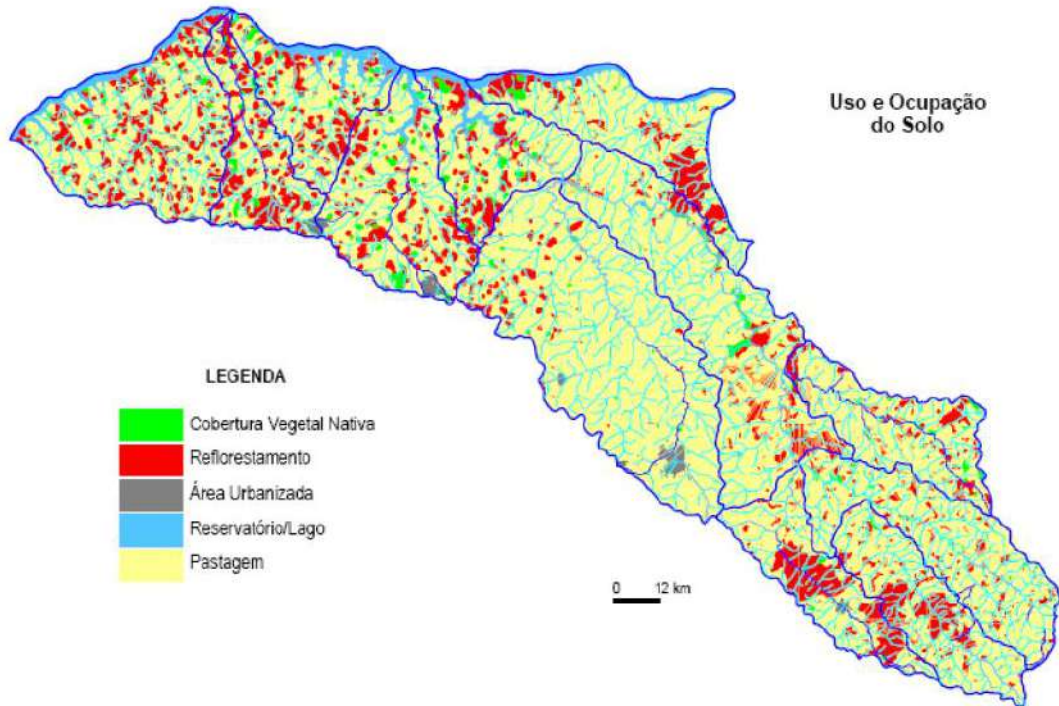 Uso e Ocupação
do Solo
LEGENDA
Cobertura Vegetal Nativa
Reflorestamento
Área Urbanizada
Reservatório/Lago
Pastagem
0 12 km